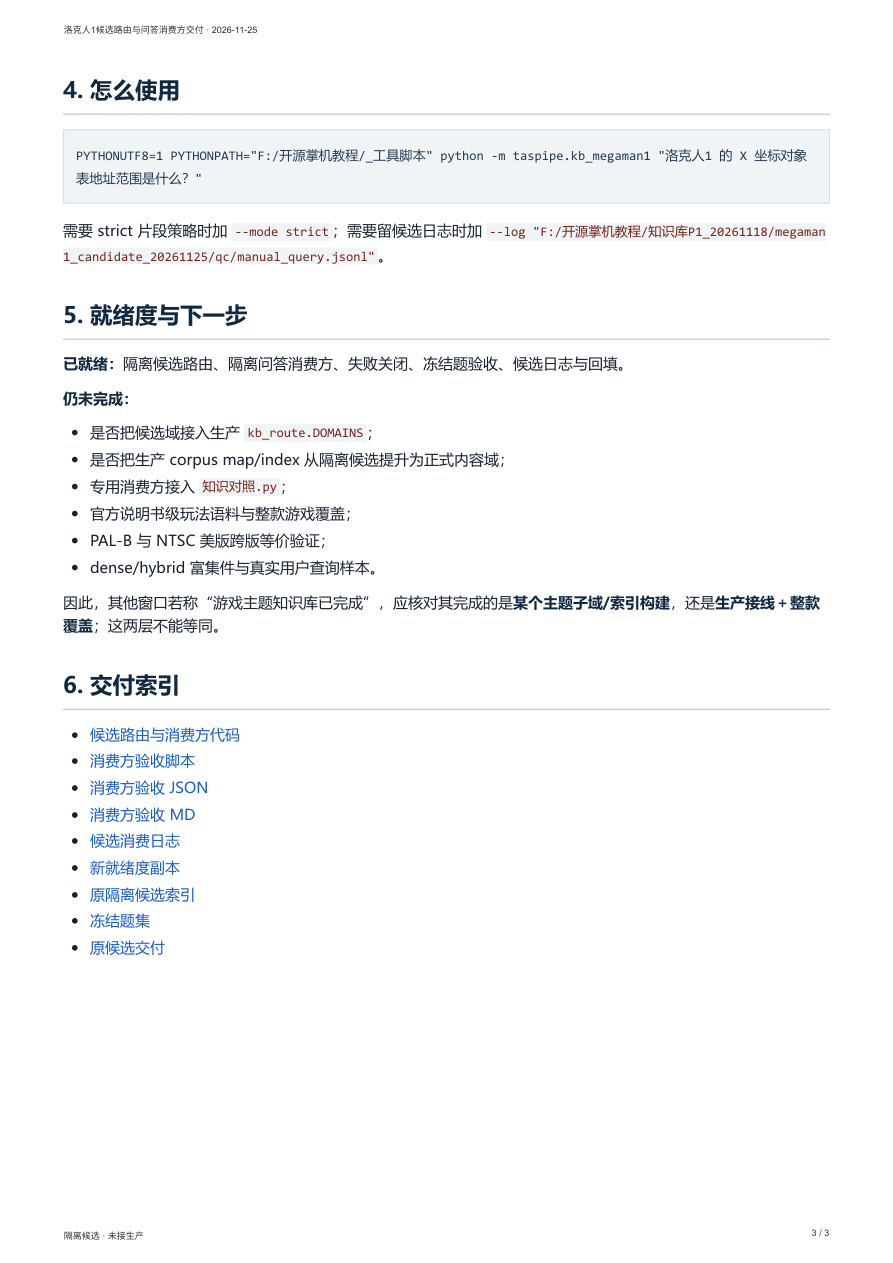 洛克人1候选路由与问答消费方交付 · 2026-11-25
4. 怎么使用
PYTHONUTF8=1 PYTHONPATH="F:/开源掌机教程/_工具脚本" python -m taspipe.kb_megaman1 "洛克人1 的 X 坐标对象
表地址范围是什么？"
需要 strict 片段策略时加 --mode strict；需要留候选日志时加 --log "F:/开源掌机教程/知识库P1_20261118/megaman
1_candidate_20261125/qc/manual_query.jsonl"。
5. 就绪度与下一步
已就绪：隔离候选路由、隔离问答消费方、失败关闭、冻结题验收、候选日志与回填。
仍未完成：
• 是否把候选域接入生产 kb_route.DOMAINS；
• 是否把生产 corpus map/index 从隔离候选提升为正式内容域；
• 专用消费方接入 知识对照.py；
• 官方说明书级玩法语料与整款游戏覆盖；
• PAL-B 与 NTSC 美版跨版等价验证；
• dense/hybrid 富集件与真实用户查询样本。
因此，其他窗口若称“游戏主题知识库已完成”，应核对其完成的是某个主题子域/索引构建，还是生产接线 + 整款
覆盖；这两层不能等同。
6. 交付索引
• 候选路由与消费方代码
• 消费方验收脚本
• 消费方验收 JSON
• 消费方验收 MD
• 候选消费日志
• 新就绪度副本
• 原隔离候选索引
• 冻结题集
• 原候选交付
隔离候选 · 未接生产
3 / 3